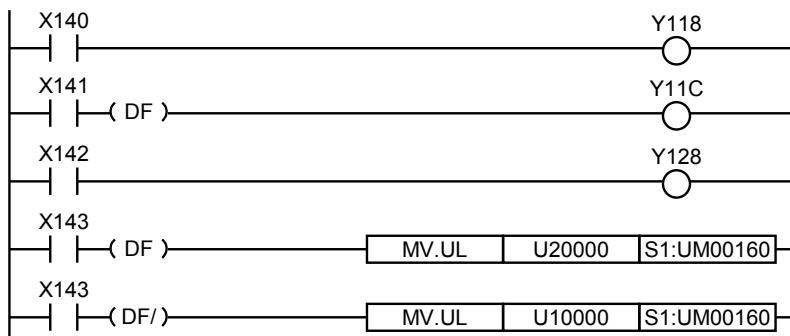 X140 Y118
X141 Y11C
( DF )
X142 Y128
X143
( DF ) MV.UL U20000 S1:UM00160
X143
(DF/) MV.UL U10000 S1:UM00160